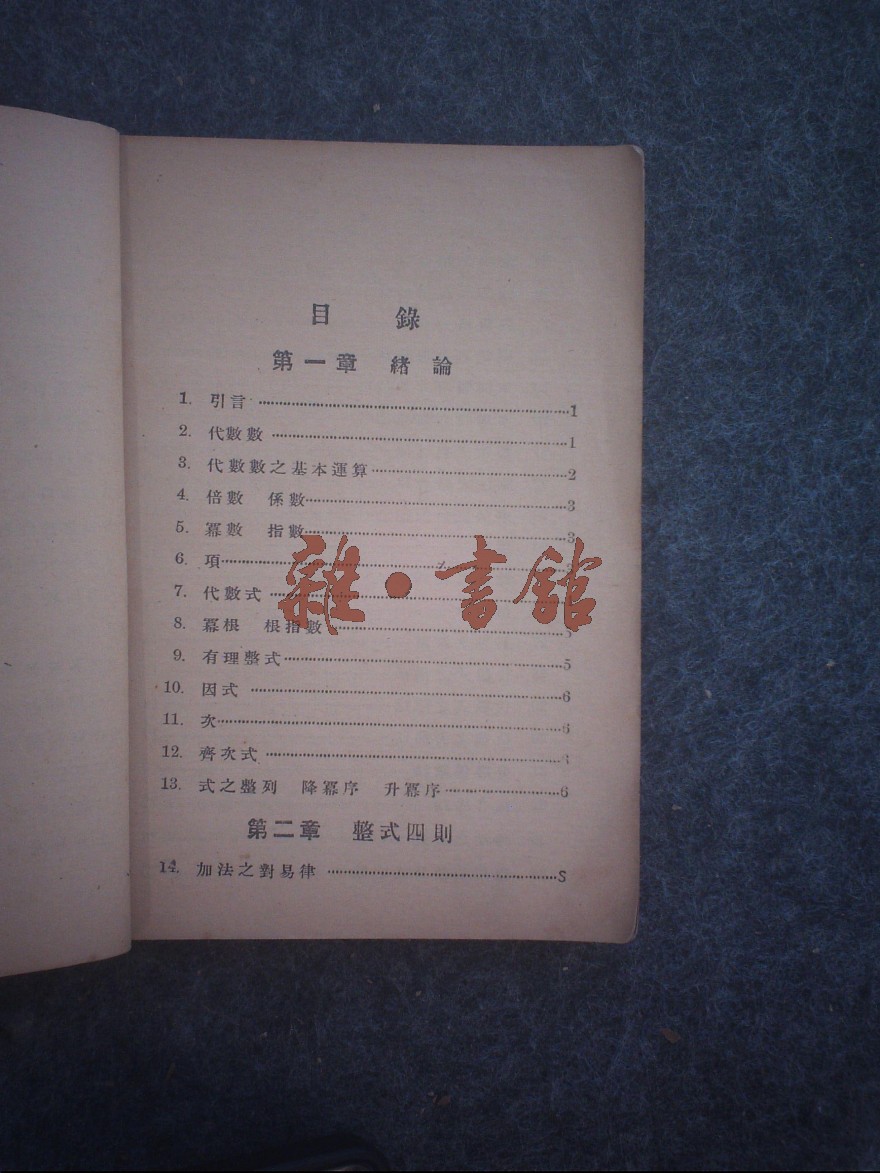 目　錄
第一章　緒 論
1. 引言 ……………………………1
2. 代數數 ……………………………1
3. 代數數之基本運算 ……………………………2
4. 倍數　係數 ……………………………3
5. 冪數　指數 ……………………………3
6. 項 ……………………………
7. 代數式 ……………………………
雜・書館
8. 冪根　根指數 ……………………………
9. 有理整式 ……………………………5
10. 因式 ……………………………6
11. 次 ……………………………6
12. 齊次式 ……………………………
13. 式之整列　降冪序　升冪序 ……………………………6
第二章　整式四則
14. 加法之對易律 ……………………………S